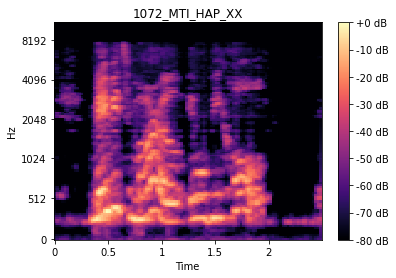 1072_MTI_HAP_XX
+0 dB
8192
-10 dB
4096
-20 dB
-30 dB
2048
-40 dB
Hz
1024
-50 dB
512
-60 dB
-70 dB
0
-80 dB
0 0.5 1 1.5 2
Time